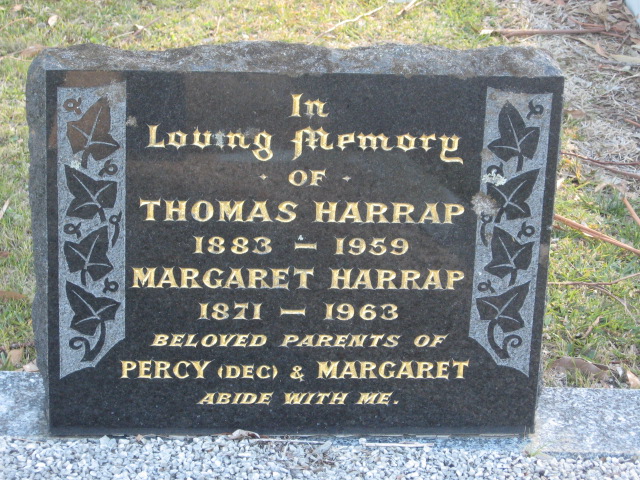 In
Loving Memory
· OF ·
THOMAS HARRAP
1883 — 1959
MARGARET HARRAP
1871 — 1963
BELOVED PARENTS OF
PERCY (DEC) & MARGARET
ABIDE WITH ME.